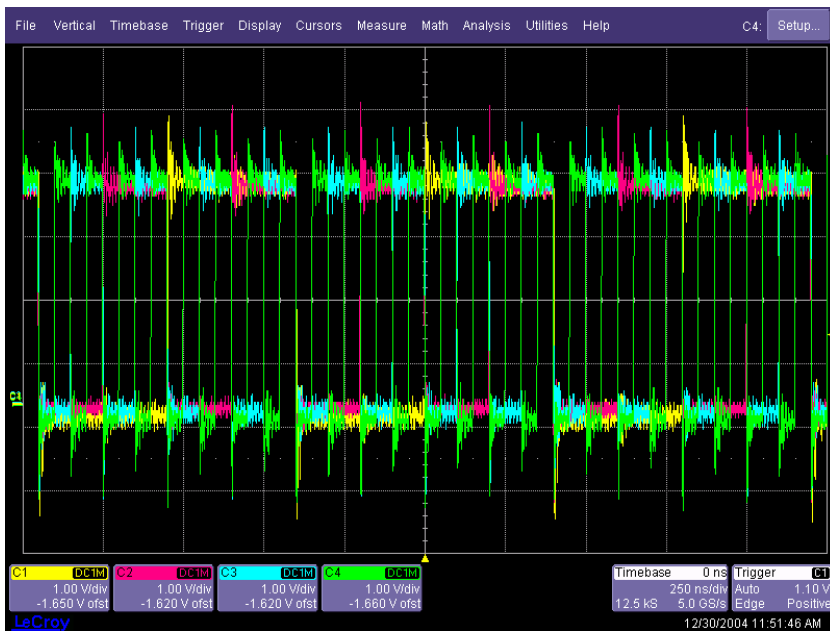 File Vertical Timebase Trigger Display Cursors Measure Math Analysis Utilities Help C4: Setup...
C1 DC1M C2 DC1M C3 DC1M C4 DC1M Timebase 0 ns Trigger C1
1.00 V/div 1.00 V/div 1.00 V/div 1.00 V/div 250 ns/div Auto 1.10 V
-1.650 V ofst -1.620 V ofst -1.620 V ofst -1.660 V ofst 12.5 kS 5.0 GS/s Edge Positive
LeCroy 12/30/2004 11:51:46 AM